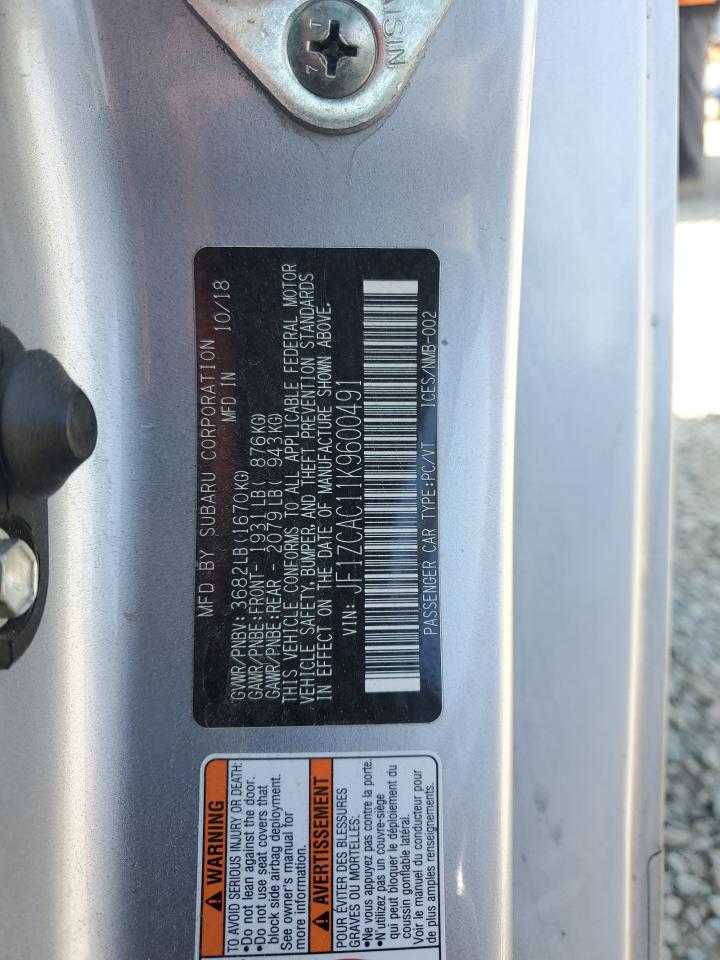 AISIN
7 T
MFD BY SUBARU CORPORATION 10/18
MFD IN
GVWR/PNBV: 3682LB(1670KG)
GAWR/PNBE:FRONT- 1931LB( 876KG)
GAWR/PNBE:REAR - 2079LB( 943KG)
THIS VEHICLE CONFORMS TO ALL APPLICABLE FEDERAL MOTOR
VEHICLE SAFETY,BUMPER,AND THEFT PREVENTION STANDARDS
IN EFFECT ON THE DATE OF MANUFACTURE SHOWN ABOVE.
VIN: JF1ZCAC11K9600491
PASSENGER CAR TYPE:PC/VT ICES/NMB-002
WARNING
TO AVOID SERIOUS INJURY OR DEATH:
•Do not lean against the door.
•Do not use seat covers that
block side airbag deployment.
See owner's manual for
more information.
AVERTISSEMENT
POUR ÉVITER DES BLESSURES
GRAVES OU MORTELLES:
•Ne vous appuyez pas contre la porte.
•N'utilisez pas un couvre-siège
qui peut bloquer le déploiement du
coussin gonflable latéral.
Voir le manuel du conducteur pour
de plus amples renseignements.